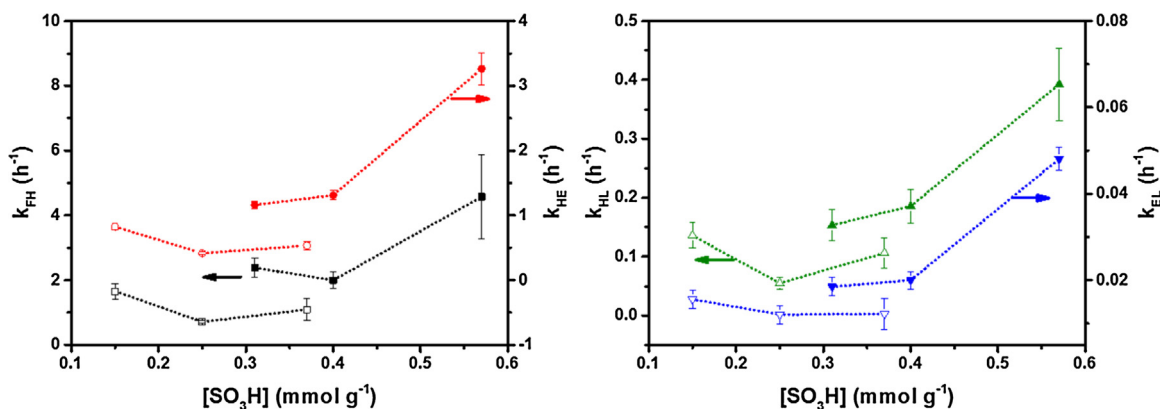 10
8
6
4
2
0
k_FH (h⁻¹)
4
3
2
1
0
-1
k_HE (h⁻¹)
0.1 0.2 0.3 0.4 0.5 0.6
[SO₃H] (mmol g⁻¹)
0.5
0.4
0.3
0.2
0.1
0.0
k_HL (h⁻¹)
0.08
0.06
0.04
0.02
k_EL (h⁻¹)
0.1 0.2 0.3 0.4 0.5 0.6
[SO₃H] (mmol g⁻¹)